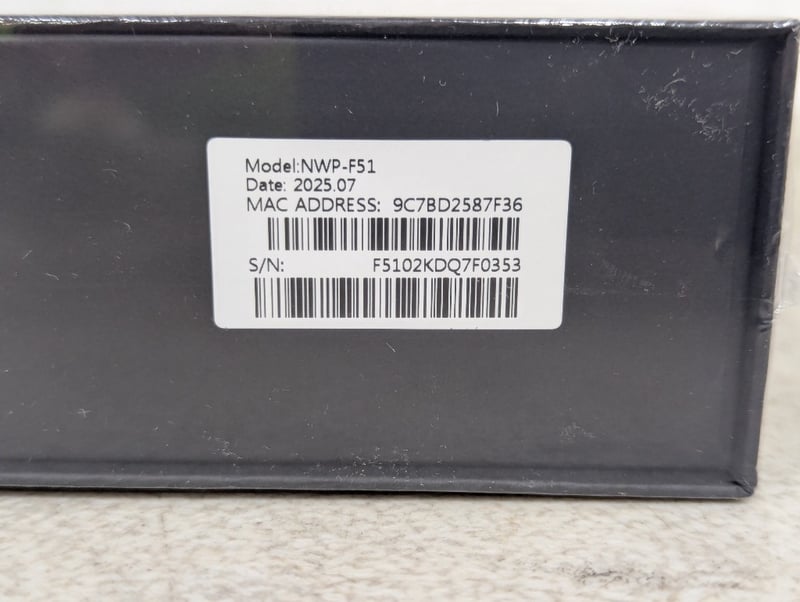 Model:NWP-F51
Date: 2025.07
MAC ADDRESS: 9C7BD2587F36
S/N: F5102KDQ7F0353